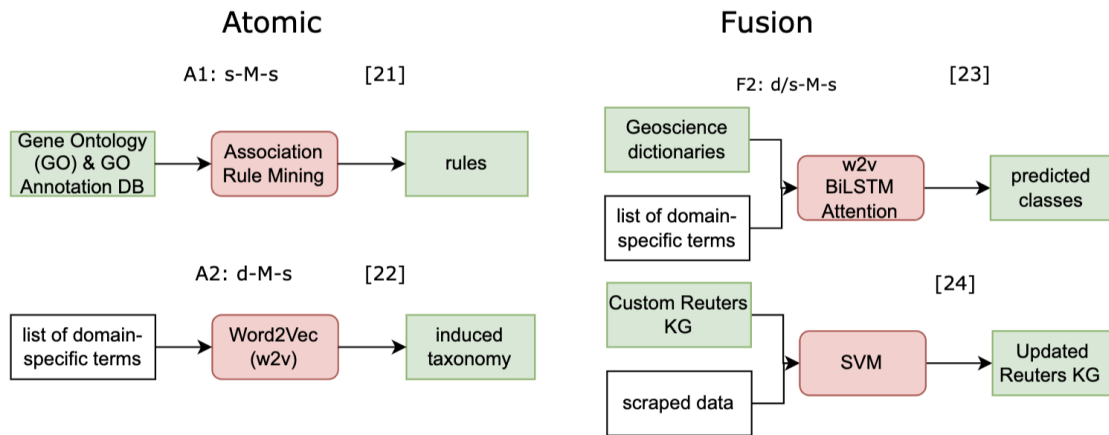 Atomic
A1: s-M-s [21]
Gene Ontology
(GO) & GO
Annotation DB
Association
Rule Mining
rules
A2: d-M-s [22]
list of domain-
specific terms
Word2Vec
(w2v)
induced
taxonomy
Fusion
F2: d/s-M-s [23]
Geoscience
dictionaries
list of domain-
specific terms
w2v
BiLSTM
Attention
predicted
classes
[24]
Custom Reuters
KG
scraped data
SVM
Updated
Reuters KG